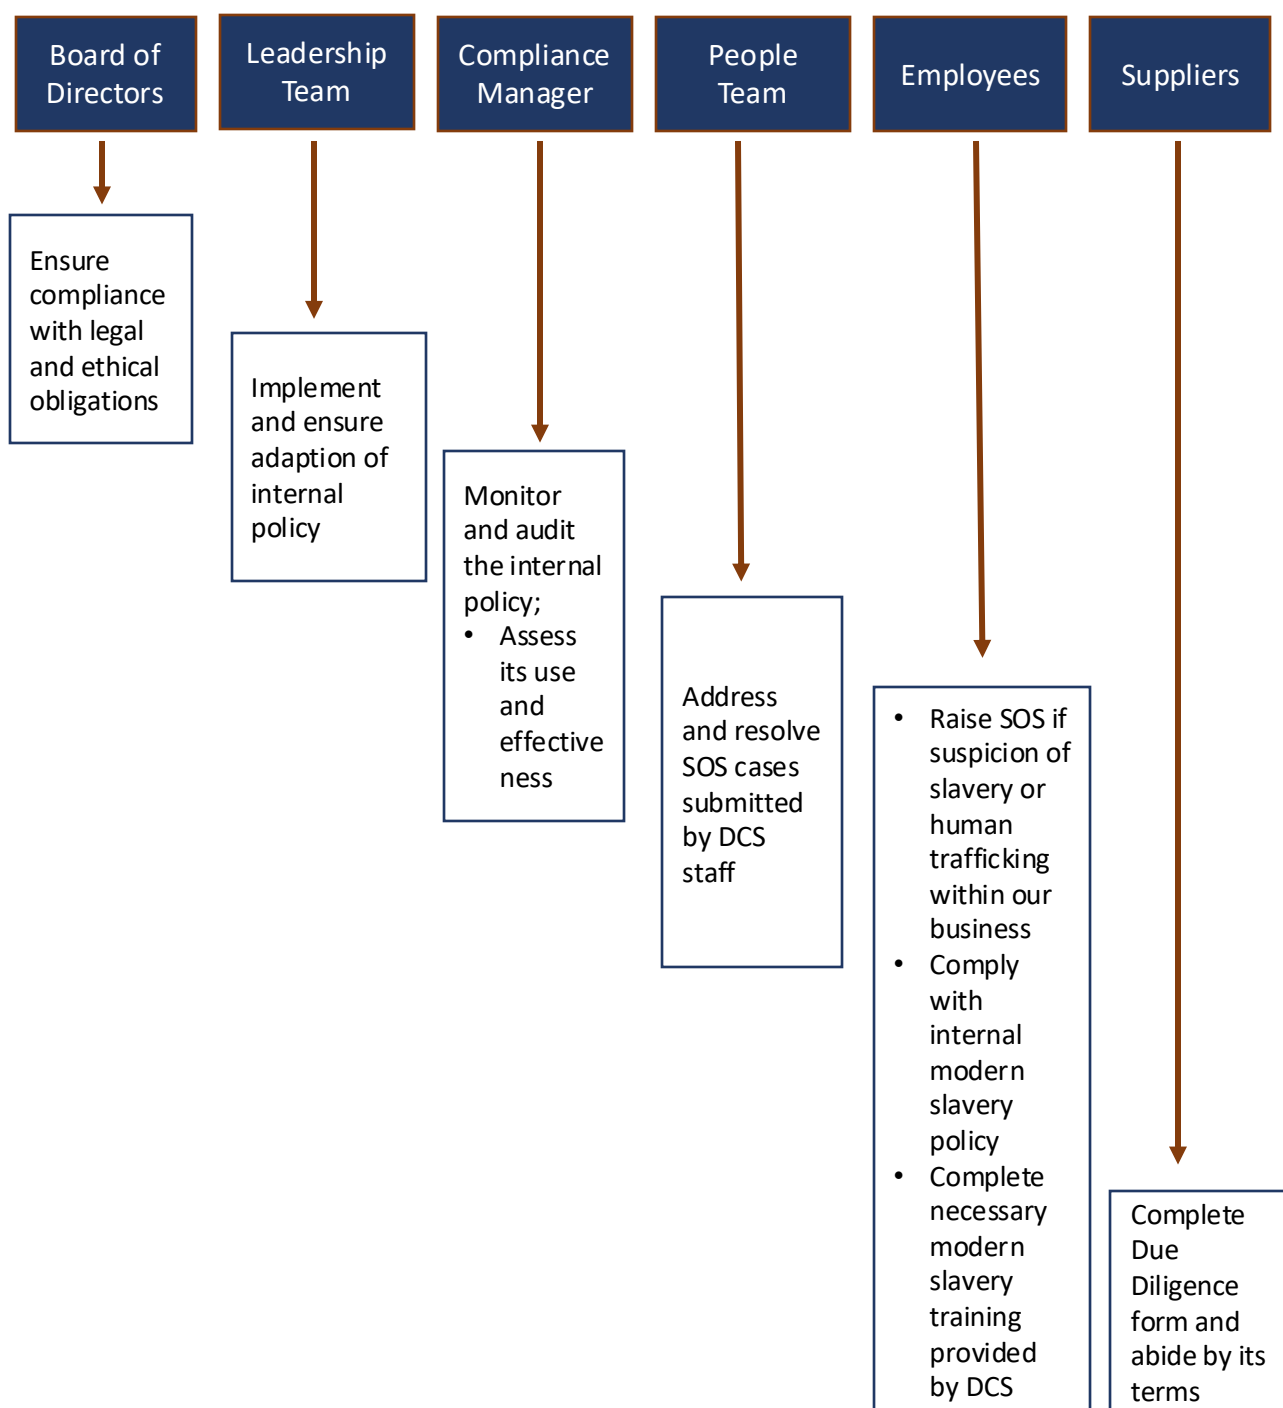 Board of
Directors
Leadership
Team
Compliance
Manager
People
Team
Employees
Suppliers
Ensure
compliance
with legal
and ethical
obligations
Implement
and ensure
adaption of
internal
policy
Monitor
and audit
the internal
policy;
• Assess
its use
and
effective
ness
Address
and resolve
SOS cases
submitted
by DCS
staff
• Raise SOS if
suspicion of
slavery or
human
trafficking
within our
business
• Comply
with
internal
modern
slavery
policy
• Complete
necessary
modern
slavery
training
provided
by DCS
Complete
Due
Diligence
form and
abide by its
terms